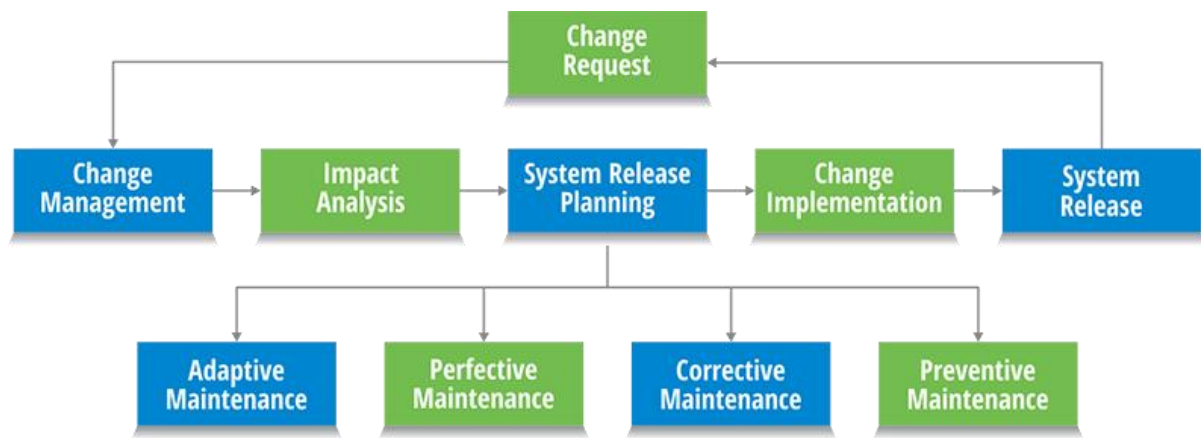 Change
Request
Change
Management
Impact
Analysis
System Release
Planning
Change
Implementation
System
Release
Adaptive
Maintenance
Perfective
Maintenance
Corrective
Maintenance
Preventive
Maintenance